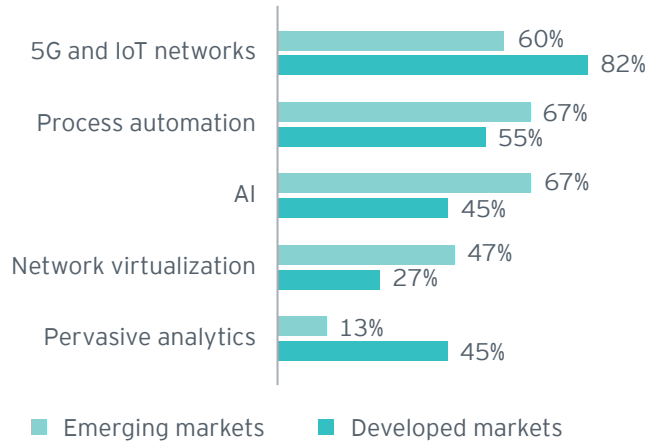 5G and IoT networks
60%
82%
Process automation
67%
55%
AI
67%
45%
Network virtualization
47%
27%
Pervasive analytics
13%
45%
Emerging markets
Developed markets